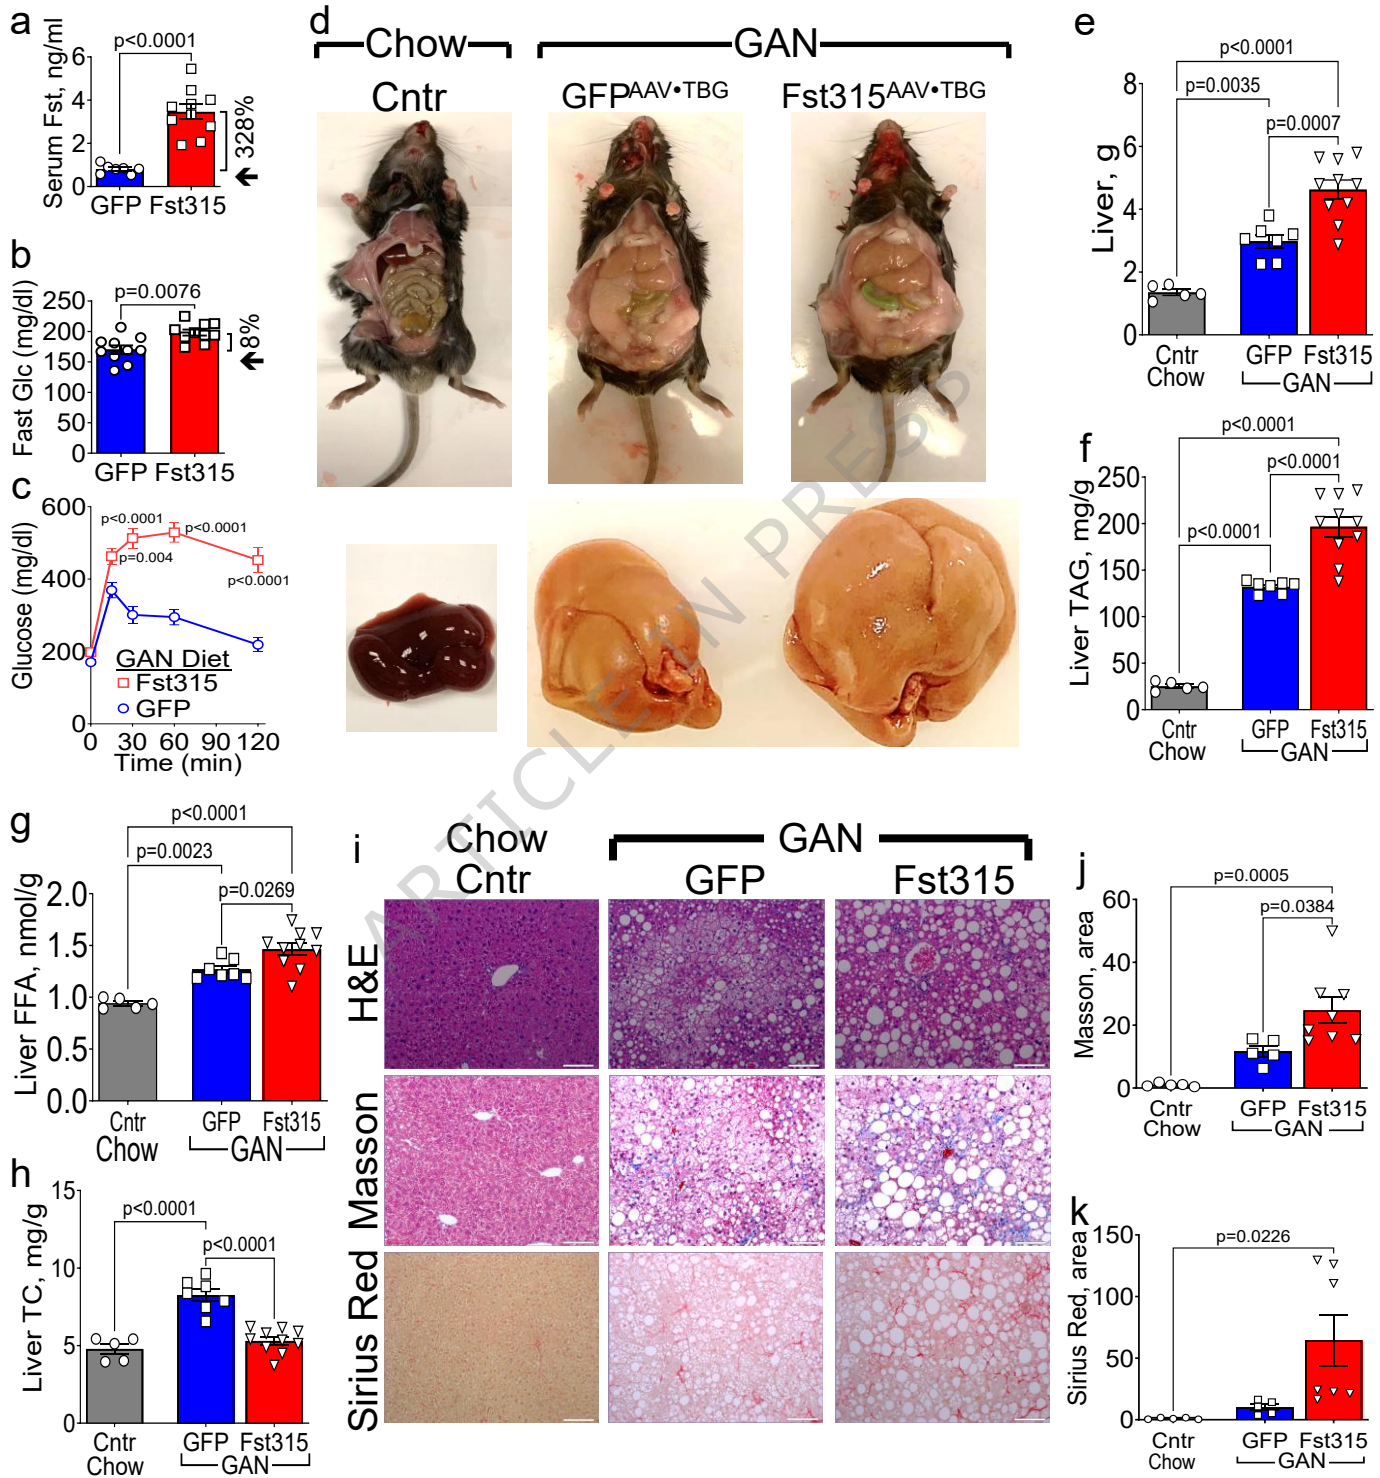 a
Serum Fst, ng/ml
6
4
2
0
p<0.0001
328%
GFP Fst315
b
Fast Glc (mg/dl)
250
200
150
100
50
0
p=0.0076
8%
GFP Fst315
c
Glucose (mg/dl)
600
400
200
0
p<0.0001
p=0.004
p<0.0001
p<0.0001
GAN Diet
Fst315
GFP
0 30 60 90 120
Time (min)
d
Chow
GAN
Cntr
GFPAAV•TBG
Fst315AAV•TBG
e
Liver, g
8
6
4
2
0
p<0.0001
p=0.0035
p=0.0007
Cntr
Chow
GFP Fst315
GAN
f
Liver TAG, mg/g
250
200
150
100
50
0
p<0.0001
p<0.0001
p<0.0001
Cntr
Chow
GFP Fst315
GAN
g
Liver FFA, nmol/g
2.0
1.5
1.0
0.5
0.0
p<0.0001
p=0.0023
p=0.0269
Cntr
Chow
GFP Fst315
GAN
h
Liver TC, mg/g
15
10
5
0
p<0.0001
p<0.0001
Cntr
Chow
GFP Fst315
GAN
i
Chow
Cntr
GAN
GFP
Fst315
H&E
Masson
Sirius Red
j
Masson, area
60
40
20
0
p=0.0005
p=0.0384
Cntr
Chow
GFP Fst315
GAN
k
Sirius Red, area
150
100
50
0
p=0.0226
Cntr
Chow
GFP Fst315
GAN
ARTICLE IN PRESS